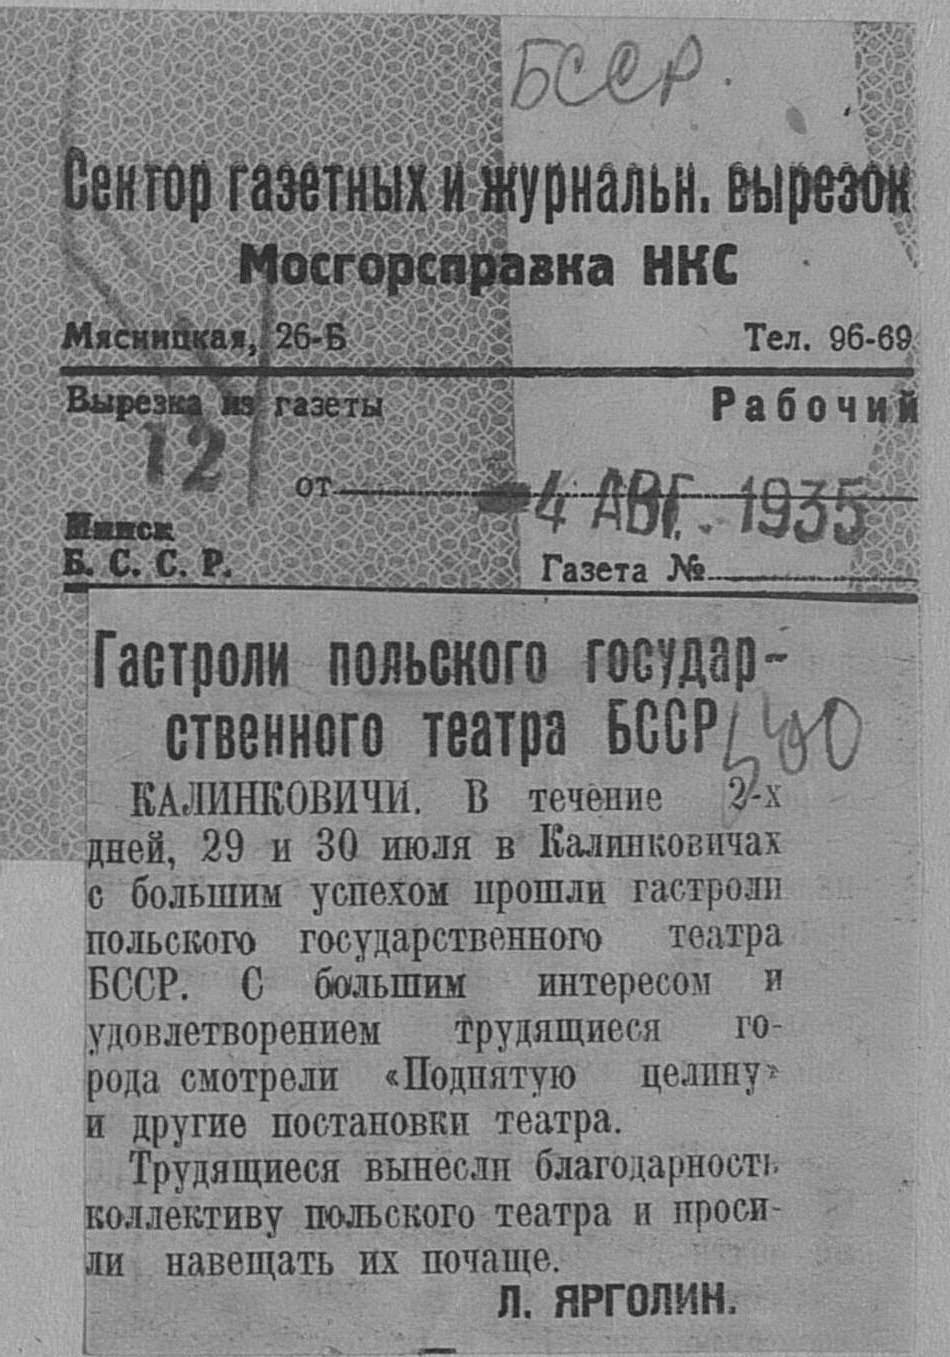 БССР.
Сектор газетных и журнальн. вырезок
Мосгорсправка НКС
Мясницкая, 26-Б Тел. 96-69
Вырезка из газеты Рабочий
12
от -4 АВГ. 1935
Минск
Б. С. С. Р.
Газета №
Гастроли польского государ-
ственного театра БССР
КАЛИНКОВИЧИ. В течение 2-х
дней, 29 и 30 июля в Калинковичах
с большим успехом прошли гастроли
польского государственного театра
БССР. С большим интересом и
удовлетворением трудящиеся го-
рода смотрели «Поднятую целину»
и другие постановки театра.
Трудящиеся вынесли благодарность
коллективу польского театра и проси-
ли навещать их почаще.
Л. ЯРГОЛИН.